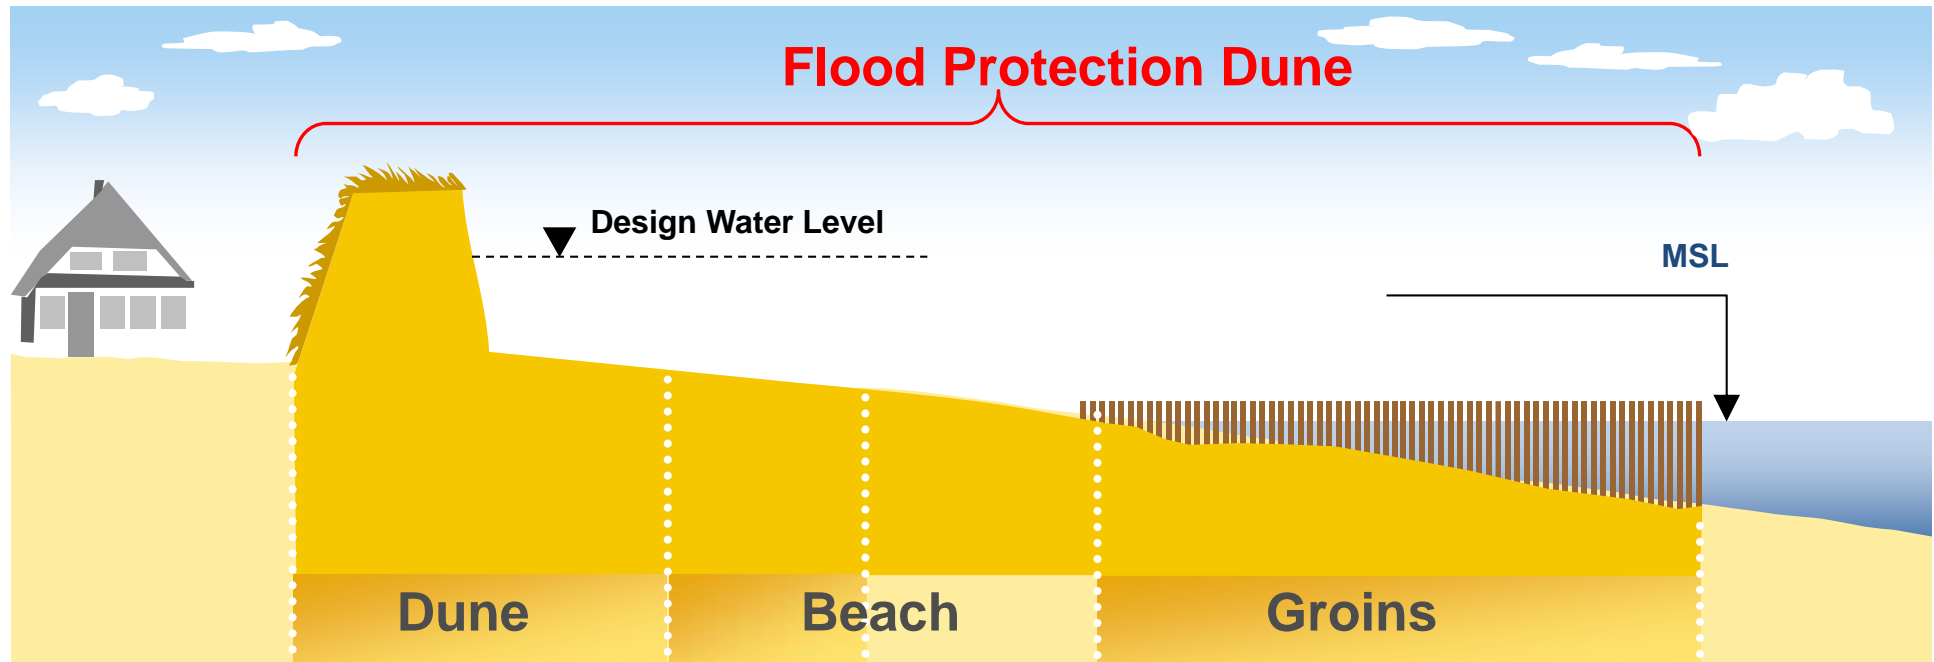 Flood Protection Dune
Design Water Level
MSL
Dune
Beach
Groins